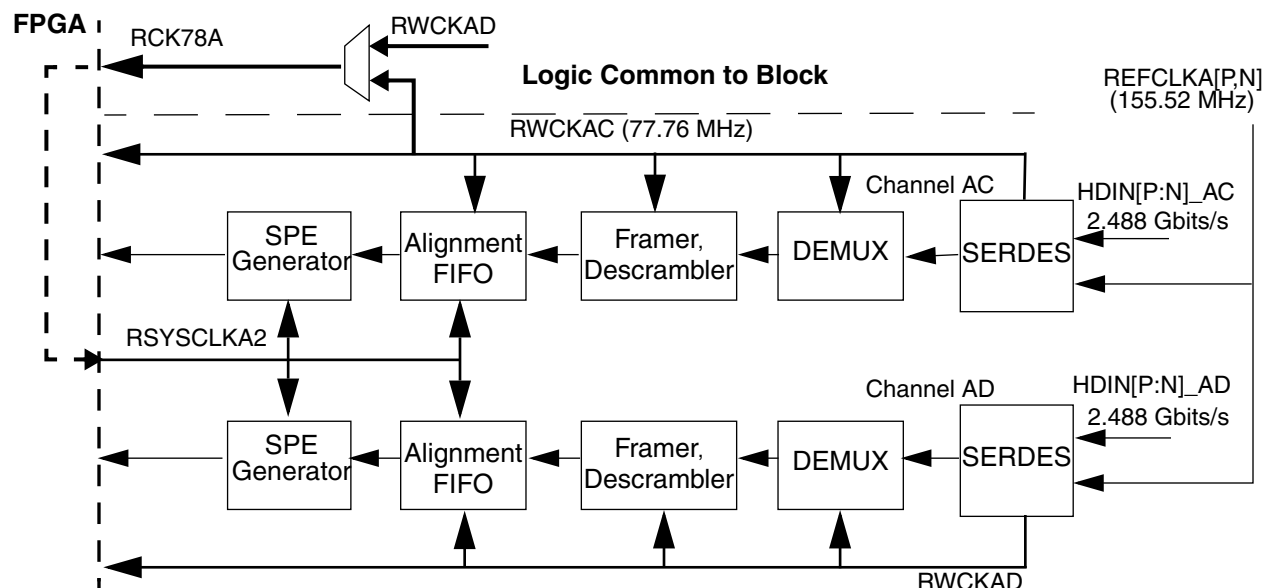 FPGA
RCK78A
RWCKAD
Logic Common to Block
REFCLKA[P,N]
(155.52 MHz)
RWCKAC (77.76 MHz)
Channel AC
HDIN[P:N]_AC
2.488 Gbits/s
SPE
Generator
Alignment
FIFO
Framer,
Descrambler
DEMUX
SERDES
RSYSCLKA2
Channel AD
HDIN[P:N]_AD
2.488 Gbits/s
SPE
Generator
Alignment
FIFO
Framer,
Descrambler
DEMUX
SERDES
RWCKAD